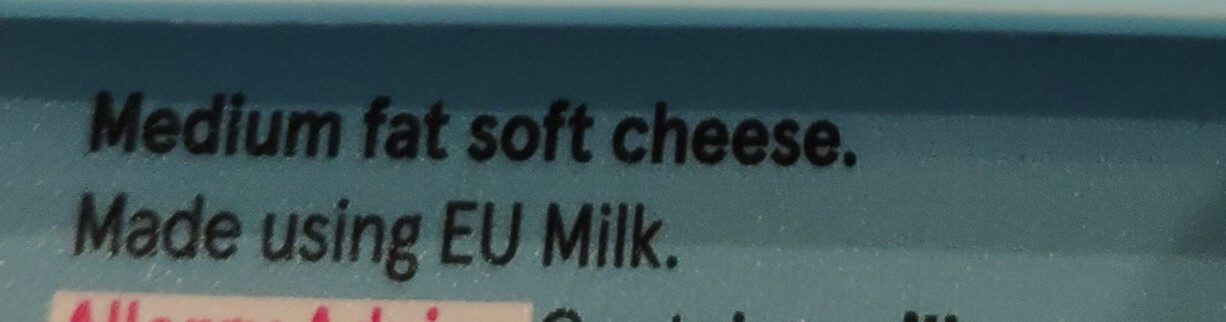 Medium fat soft cheese.
Made using EU Milk.